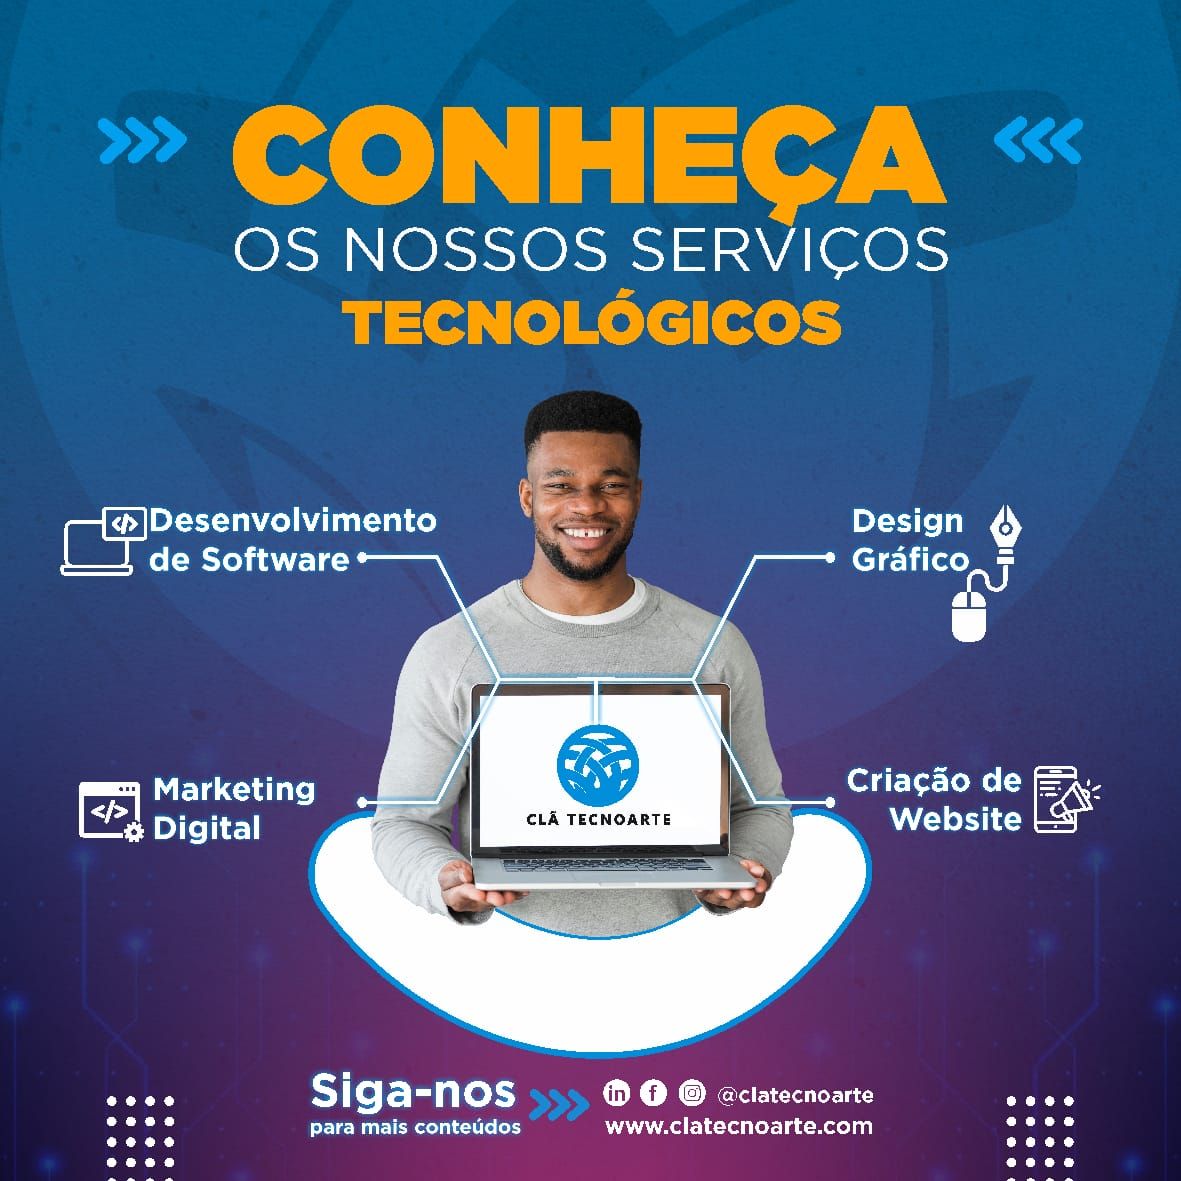 CONHEÇA
OS NOSSOS SERVIÇOS
TECNOLÓGICOS
Desenvolvimento
de Software
Design
Gráfico
CLÃ TECNOARTE
Marketing
Digital
Criação de
Website
Siga-nos
para mais conteúdos
@clatecnoarte
www.clatecnoarte.com